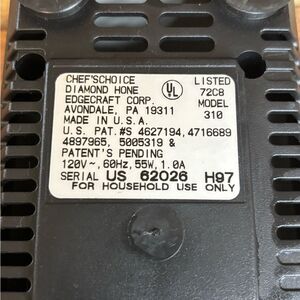 CHEF'SCHOICE
DIAMOND HONE
EDGECRAFT CORP.
AVONDALE, PA 19311
MADE IN U.S.A.
UL
LISTED
72C8
MODEL
310
U.S. PAT.#S 4627194,4716689
4897965, 5005319 &
PATENT'S PENDING
120V~,60Hz,55W,1.0A
SERIAL US 62026 H97
FOR HOUSEHOLD USE ONLY